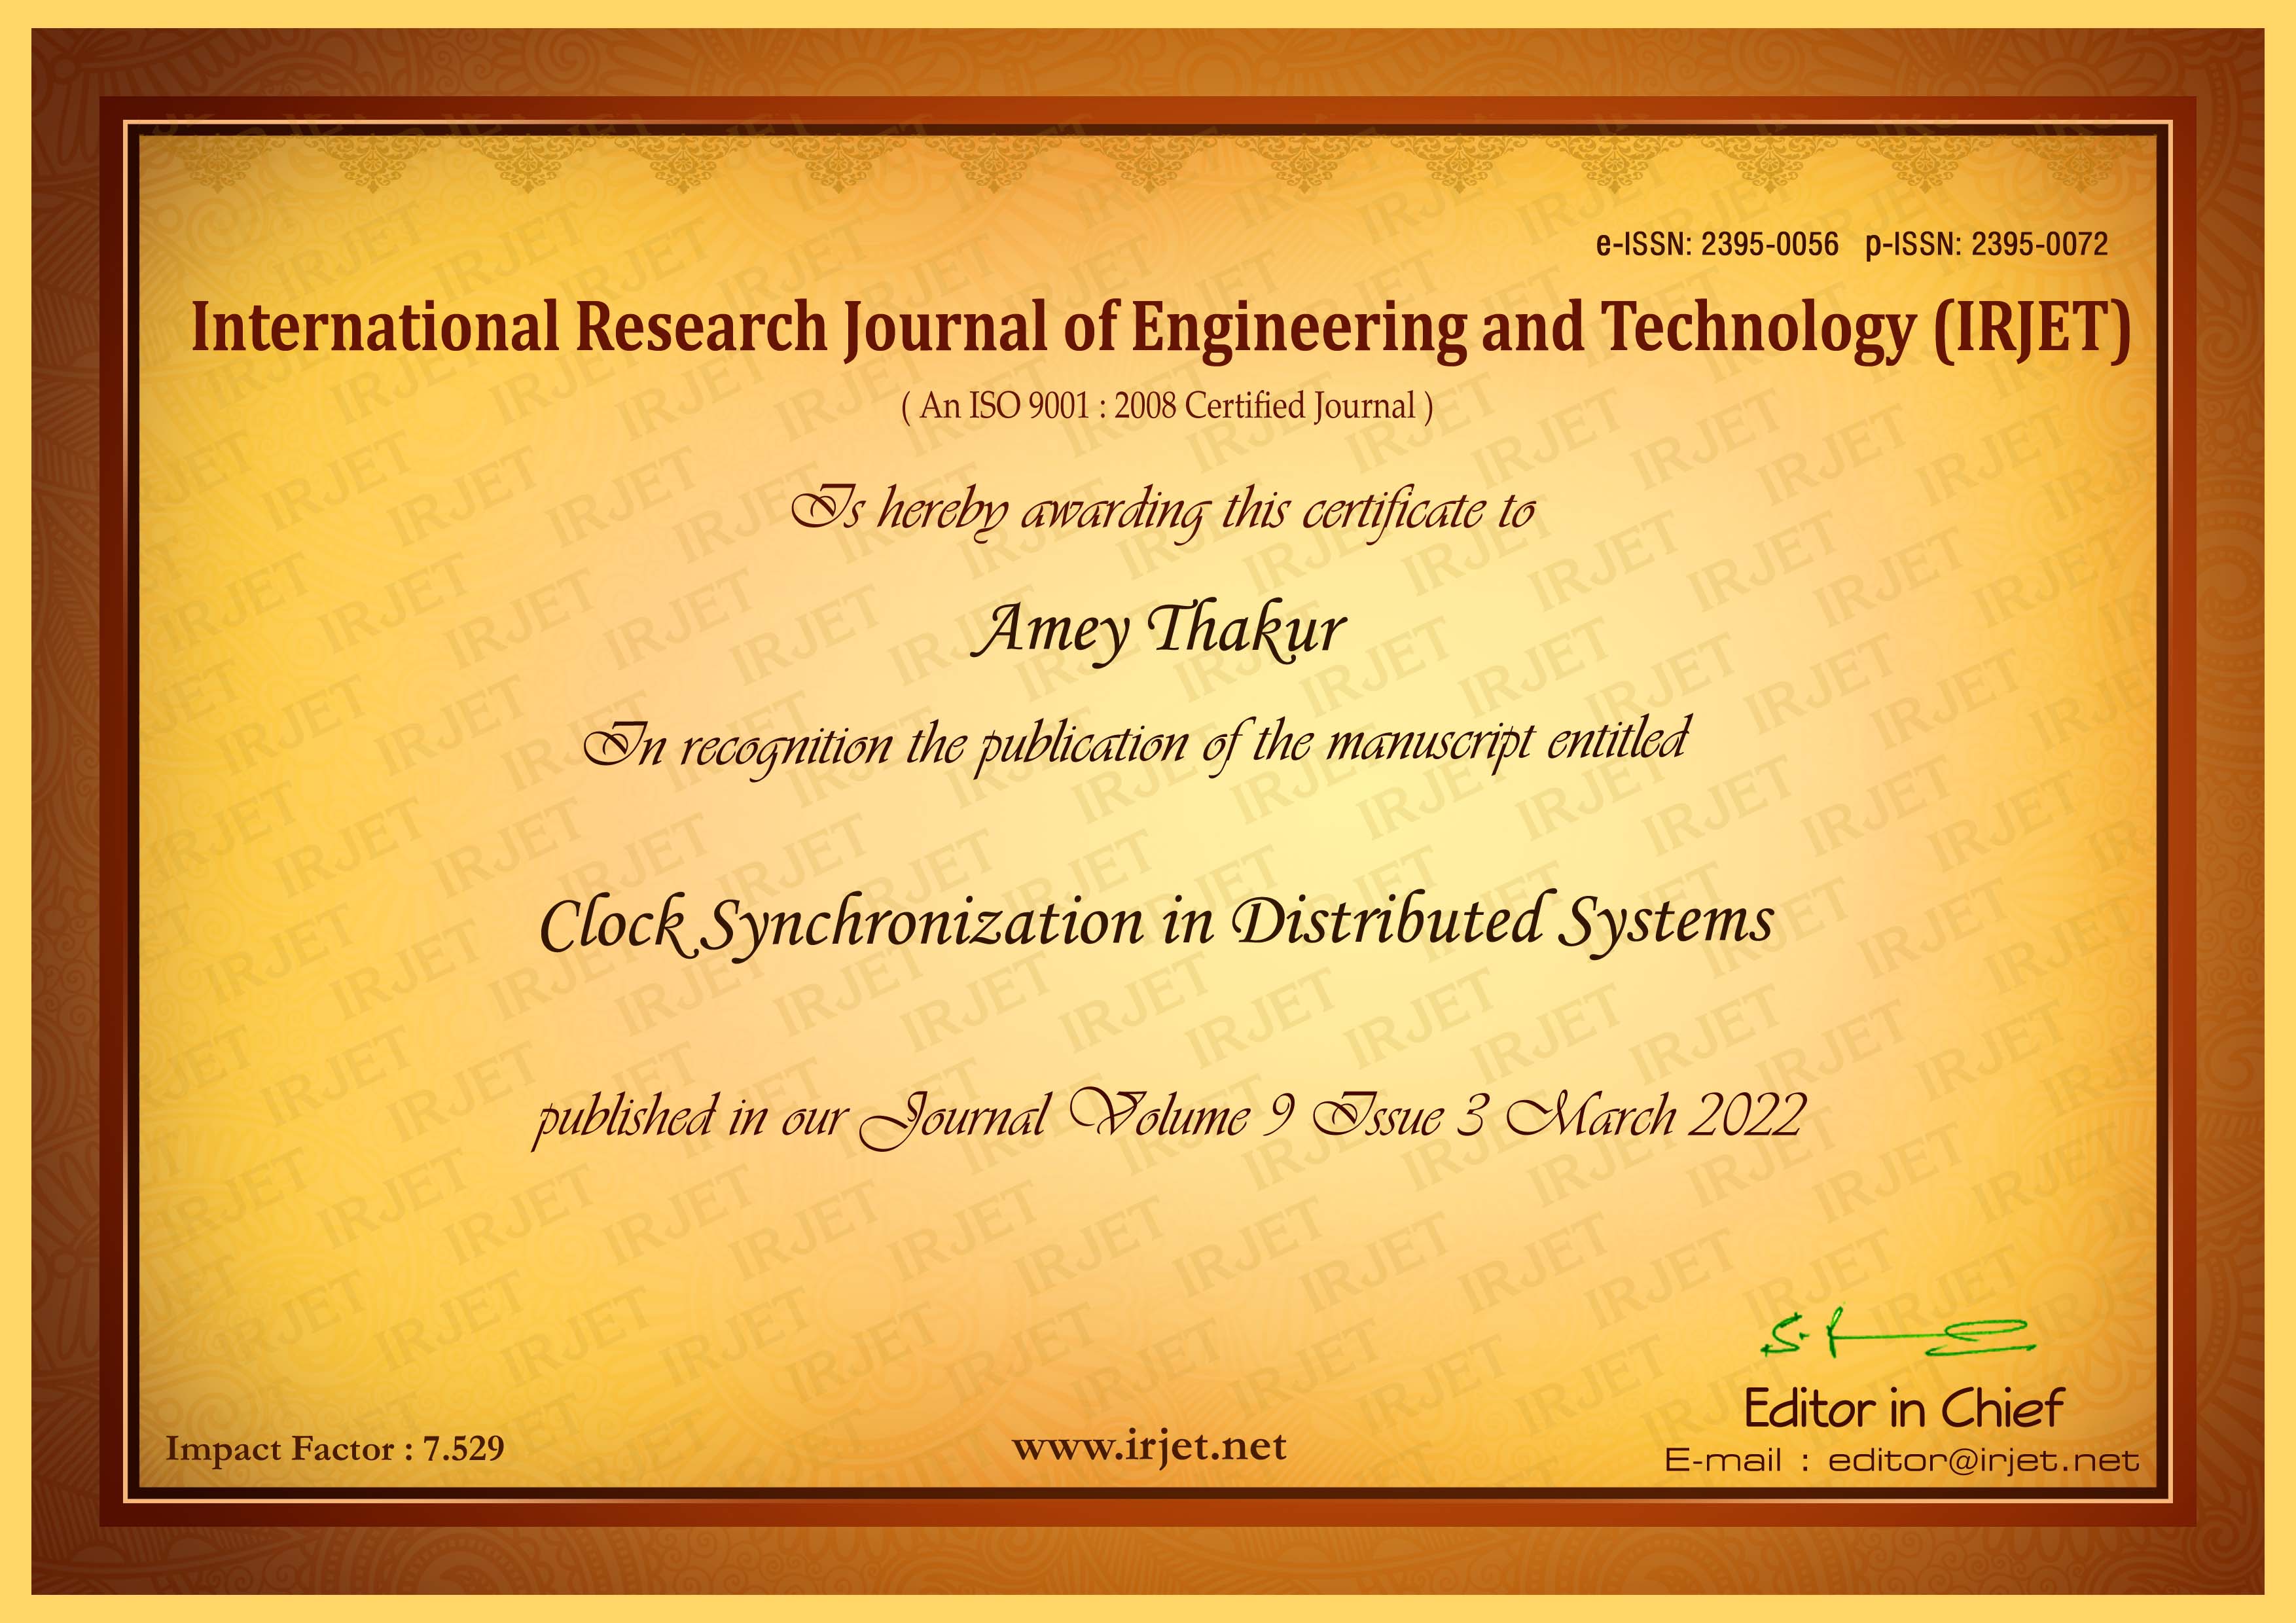 e-ISSN: 2395-0056 p-ISSN: 2395-0072
International Research Journal of Engineering and Technology (IRJET)
( An ISO 9001 : 2008 Certified Journal )
Is hereby awarding this certificate to
Amey Thakur
In recognition the publication of the manuscript entitled
Clock Synchronization in Distributed Systems
published in our Journal Volume 9 Issue 3 March 2022
Editor in Chief
Impact Factor : 7.529
www.irjet.net
E-mail : editor@irjet.net